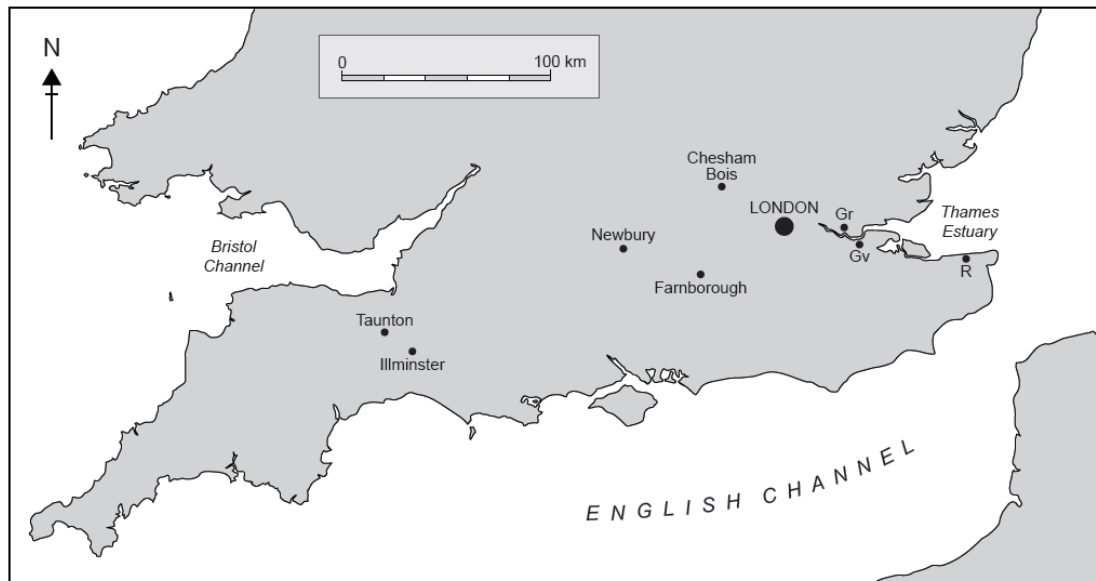 N
0 100 km
Chesham
Bois
LONDON
Gr
Thames
Estuary
Newbury
Bristol
Channel
Gv
R
Farnborough
Taunton
Illminster
ENGLISH CHANNEL